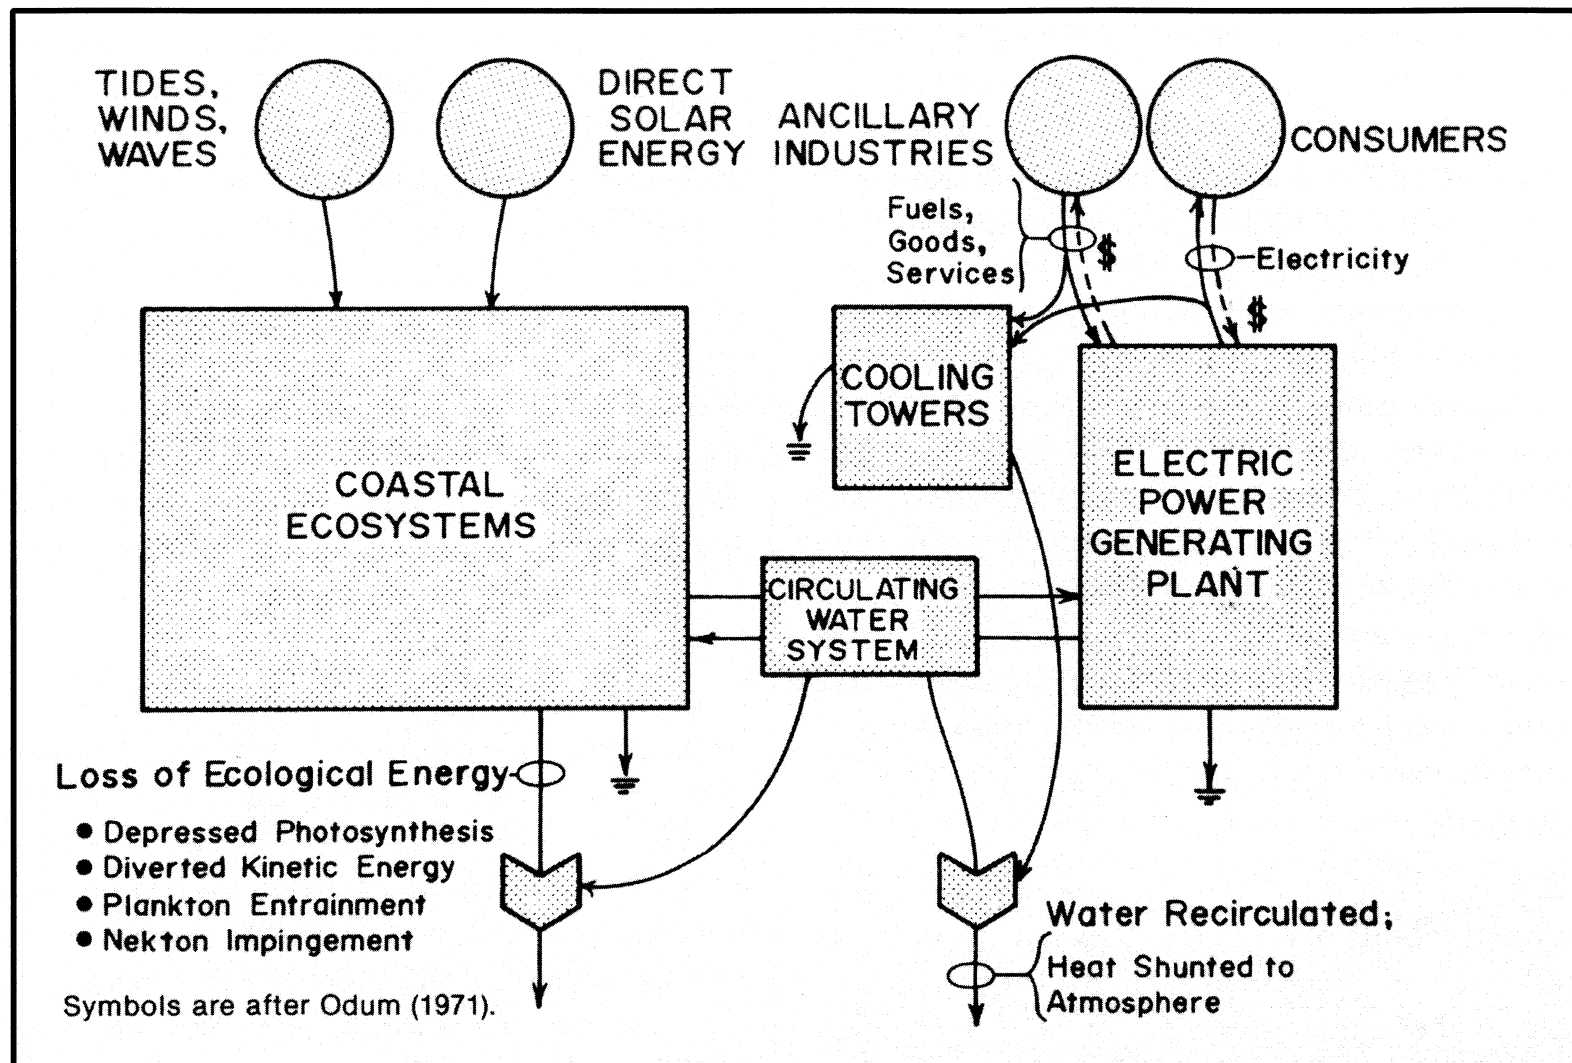 TIDES,
WINDS,
WAVES
DIRECT
SOLAR
ENERGY
ANCILLARY
INDUSTRIES
CONSUMERS
Fuels,
Goods,
Services
$
Electricity
$
COOLING
TOWERS
COASTAL
ECOSYSTEMS
ELECTRIC
POWER
GENERATING
PLANT
CIRCULATING
WATER
SYSTEM
Loss of Ecological Energy
● Depressed Photosynthesis
● Diverted Kinetic Energy
● Plankton Entrainment
● Nekton Impingement
Water Recirculated;
Heat Shunted to
Atmosphere
Symbols are after Odum (1971).